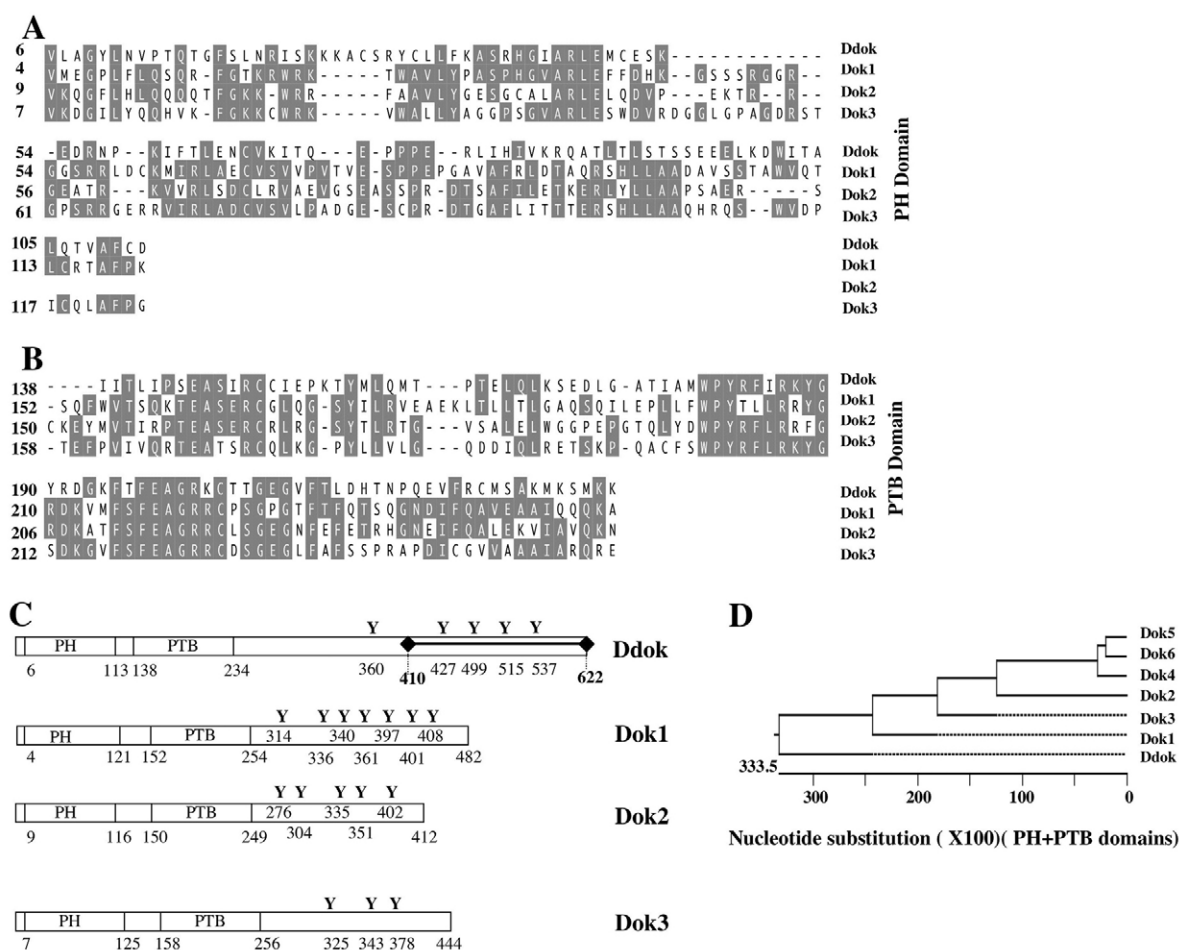 A
6 VLAGYLNVPTQTGFSLNRISKKKACSRYCLLFKASRHGIARLEMCESK------------ Ddok
4 VMEGPLFLQSQR-FGTKRWRK-----TWAVLYPASPHGVARLEFFDHK-GSSSRGGR-- Dok1
9 VKQGFLHLQQQQTFGKK-WRR-----FAAVLYGESGCALARLELQDVP--EKTR--R-- Dok2
7 VKDGILYQQHVK-FGKKCWRK-----VWALLYAGGPSGVARLESWDVRDGGLGPAGDRST Dok3
PH Domain
54 -EDRNP--KIFTLENCVKITQ---E-PPPE--RLIHIVKRQATLTLSTSSEEELKDWITA Ddok
54 GGSRRLDCKMIRLAECVSVVPVTVE-SPPEPGAVAFRLDTAQRSHLLAADAVSSTAWVQT Dok1
56 GEATR---KVVRLSDCLRVAEVGSEASSPR-DTSAFILETKERLYLLAAPSAER-----S Dok2
61 GPSRRGERRVIRLADCVSVLPADGE-SCPR-DTGAFLITTTERSHLLAAQHRQS--WVDP Dok3
105 LQTVAFCD Ddok
113 LCRTAFPK Dok1
Dok2
117 ICQLAFPG Dok3
B
138 ----IITLIPSEASIRCCIEPKTYMLQMT---PTELQLKSEDLG-ATIAMWPYRFIRKYG Ddok
152 -SQFWVTSQKTEASERCGLQG-SYILRVEAEKLTLLTLGAQSQILEPLLFWPYTLLRRYG Dok1
150 CKEYMVTIRPTEASERCRLRG-SYTLRTG---VSALELWGGPEPGTQLYDWPYRFLRRFG Dok2
158 -TEFPVIVQRTEATSRCQLKG-PYLLVLG---QDDIQLRETSKP-QACFSWPYRFLRKYG Dok3
PTB Domain
190 YRDGKFTFEAGRKCTTGEGVFTLDHTNPQEVFRCMSAKMKSMKK Ddok
210 RDKVMFSFEAGRRCPSGPGTFTFQTSQGNDIFQAVEAAIQQQKA Dok1
206 RDKATFSFEAGRRCLSGEGNFEFETRHGNEIFQALEKVIAVQKN Dok2
212 SDKGVFSFEAGRRCDSGEGLFAFSSPRAPDICGVVAAAIARQRE Dok3
C
Y Y Y Y Y
PH PTB Ddok
6 113 138 234 360 410 427 499 515 537 622
Y Y Y Y Y Y Y
PH PTB 314 340 397 408 Dok1
4 121 152 254 336 361 401 482
Y Y Y Y Y
PH PTB 276 335 402 Dok2
9 116 150 249 304 351 412
Y Y Y
PH PTB Dok3
7 125 158 256 325 343 378 444
D
Dok5
Dok6
Dok4
Dok2
Dok3
Dok1
Ddok
333.5
300 200 100 0
Nucleotide substitution ( X100)( PH+PTB domains)